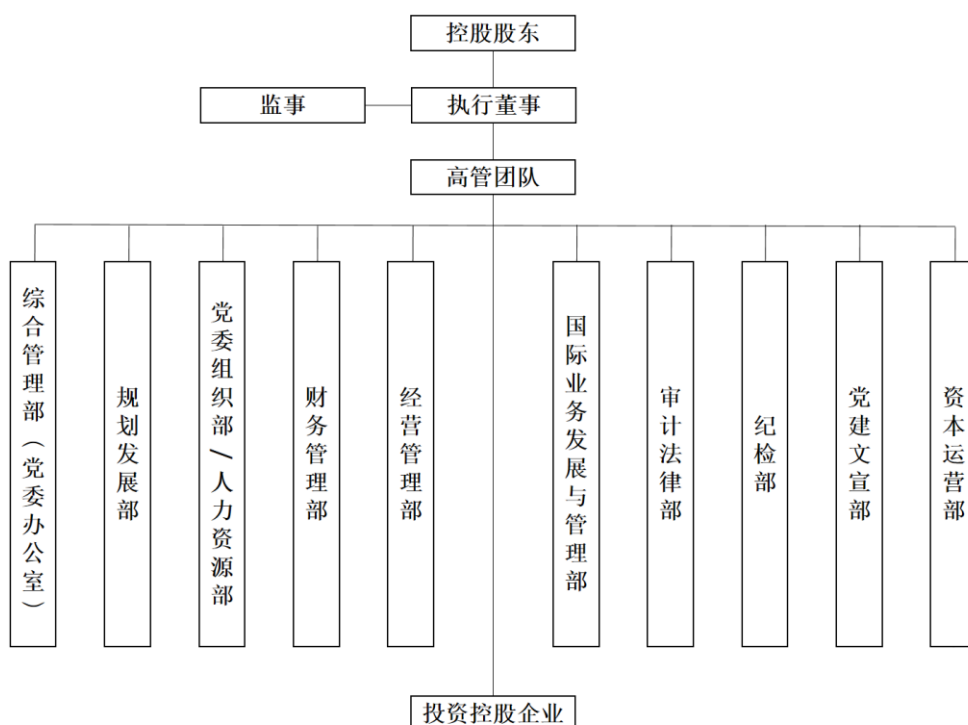 控股股东
监事
执行董事
高管团队
综合管理部（党委办公室）
规划发展部
党委组织部/人力资源部
财务管理部
经营管理部
国际业务发展与管理部
审计法律部
纪检部
党建文宣部
资本运营部
投资控股企业